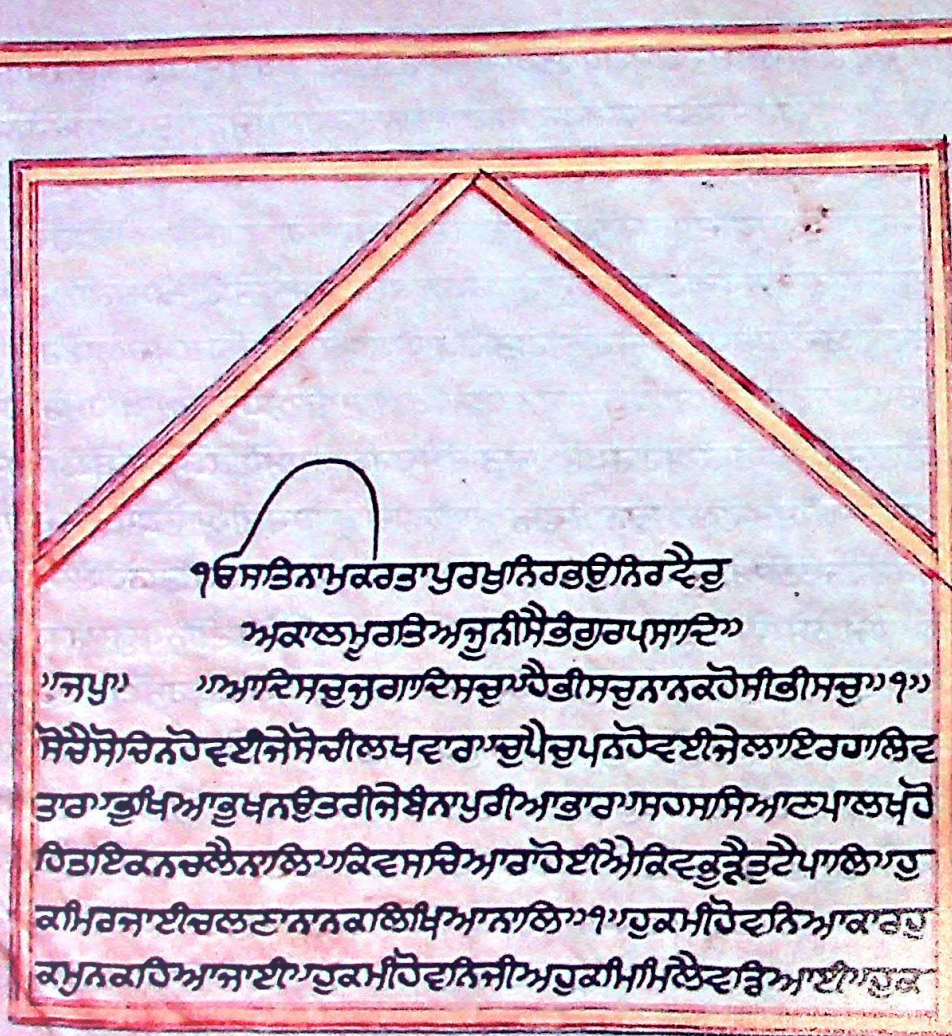 ੴਸਤਿਨਾਮੁਕਰਤਾਪੁਰਖੁਨਿਰਭਉਨਿਰਵੈਰੁ
ਅਕਾਲਮੂਰਤਿਅਜੂਨੀਸੈਭੰਗੁਰਪ੍ਰਸਾਦਿ॥
॥ਜਪੁ॥ ॥ਆਦਿਸਚੁਜੁਗਾਦਿਸਚੁ॥ਹੈਭੀਸਚੁਨਾਨਕਹੋਸੀਭੀਸਚੁ॥੧॥
ਸੋਚੈਸੋਚਿਨਹੋਵਈਜੇਸੋਚੀਲਖਵਾਰ॥ਚੁਪੈਚੁਪਨਹੋਵਈਜੇਲਾਇਰਹਾਲਿਵ
ਤਾਰ॥ਭੁਖਿਆਭੁਖਨਉਤਰੀਜੇਬੰਨਾਪੁਰੀਆਭਾਰ॥ਸਹਸਸਿਆਣਪਾਲਖਹੋ
ਹਿਤਇਕਨਚਲੈਨਾਲਿ॥ਕਿਵਸਚਿਆਰਾਹੋਈਐਕਿਵਕੂੜੈਤੁਟੈਪਾਲਿ॥ਹੁ
ਕਮਿਰਜਾਈਚਲਣਾਨਾਨਕਲਿਖਿਆਨਾਲਿ॥੧॥ਹੁਕਮੀਹੋਵਨਿਆਕਾਰਹੁ
ਕਮੁਨਕਹਿਆਜਾਈ॥ਹੁਕਮੀਹੋਵਨਿਜੀਅਹੁਕਮਿਮਿਲੈਵਡਿਆਈ॥ਹੁਕ